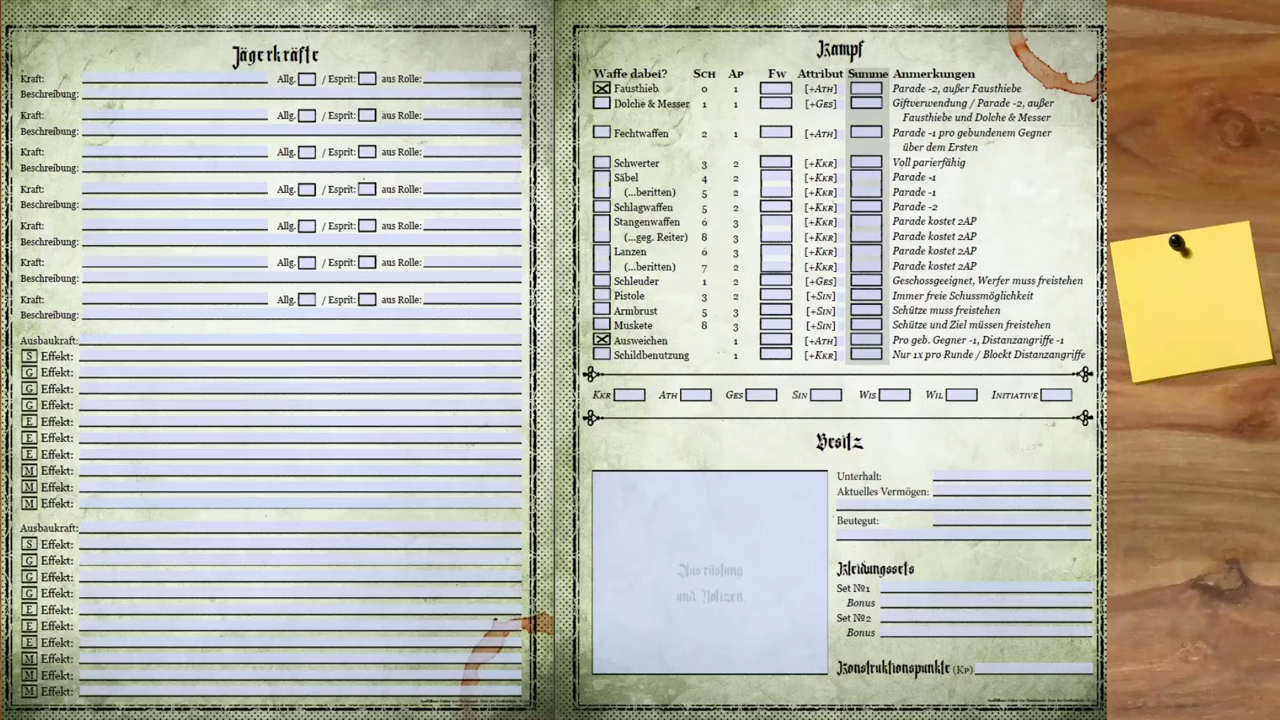 Jägerkräfte
Kraft: Allg. / Esprit: aus Rolle:
Beschreibung:
Kraft: Allg. / Esprit: aus Rolle:
Beschreibung:
Kraft: Allg. / Esprit: aus Rolle:
Beschreibung:
Kraft: Allg. / Esprit: aus Rolle:
Beschreibung:
Kraft: Allg. / Esprit: aus Rolle:
Beschreibung:
Kraft: Allg. / Esprit: aus Rolle:
Beschreibung:
Kraft: Allg. / Esprit: aus Rolle:
Beschreibung:
Ausbaukraft:
S Effekt:
G Effekt:
G Effekt:
G Effekt:
E Effekt:
E Effekt:
E Effekt:
M Effekt:
M Effekt:
M Effekt:
Ausbaukraft:
S Effekt:
G Effekt:
G Effekt:
G Effekt:
E Effekt:
E Effekt:
E Effekt:
M Effekt:
M Effekt:
M Effekt:
Kampf
Waffe dabei? SCH AP FW Attribut Summe Anmerkungen
Fausthieb 0 1 [+ATH] Parade -2, außer Fausthiebe
Dolche & Messer 1 1 [+GES] Giftverwendung / Parade -2, außer
Fausthiebe und Dolche & Messer
Fechtwaffen 2 1 [+ATH] Parade -1 pro gebundenem Gegner
über dem Ersten
Schwerter 3 2 [+KKR] Voll parierfähig
Säbel 4 2 [+KKR] Parade -1
(...beritten) 5 2 [+KKR] Parade -1
Schlagwaffen 5 2 [+KKR] Parade -2
Stangenwaffen 6 3 [+KKR] Parade kostet 2AP
(...geg. Reiter) 8 3 [+KKR] Parade kostet 2AP
Lanzen 6 3 [+KKR] Parade kostet 2AP
(...beritten) 7 2 [+KKR] Parade kostet 2AP
Schleuder 1 2 [+GES] Geschossgeeignet, Werfer muss freistehen
Pistole 3 2 [+SIN] Immer freie Schussmöglichkeit
Armbrust 5 3 [+SIN] Schütze muss freistehen
Muskete 8 3 [+SIN] Schütze und Ziel müssen freistehen
Ausweichen 1 [+ATH] Pro geb. Gegner -1, Distanzangriffe -1
Schildbenutzung 1 [+KKR] Nur 1x pro Runde / Blockt Distanzangriffe
KKR ATH GES SIN WIS WIL INITIATIVE
Besitz
Ausrüstung
und Notizen
Unterhalt:
Aktuelles Vermögen:
Beutegut:
Kleidungssets
Set №1
Bonus
Set №2
Bonus
Konstruktionspunkte (KP)